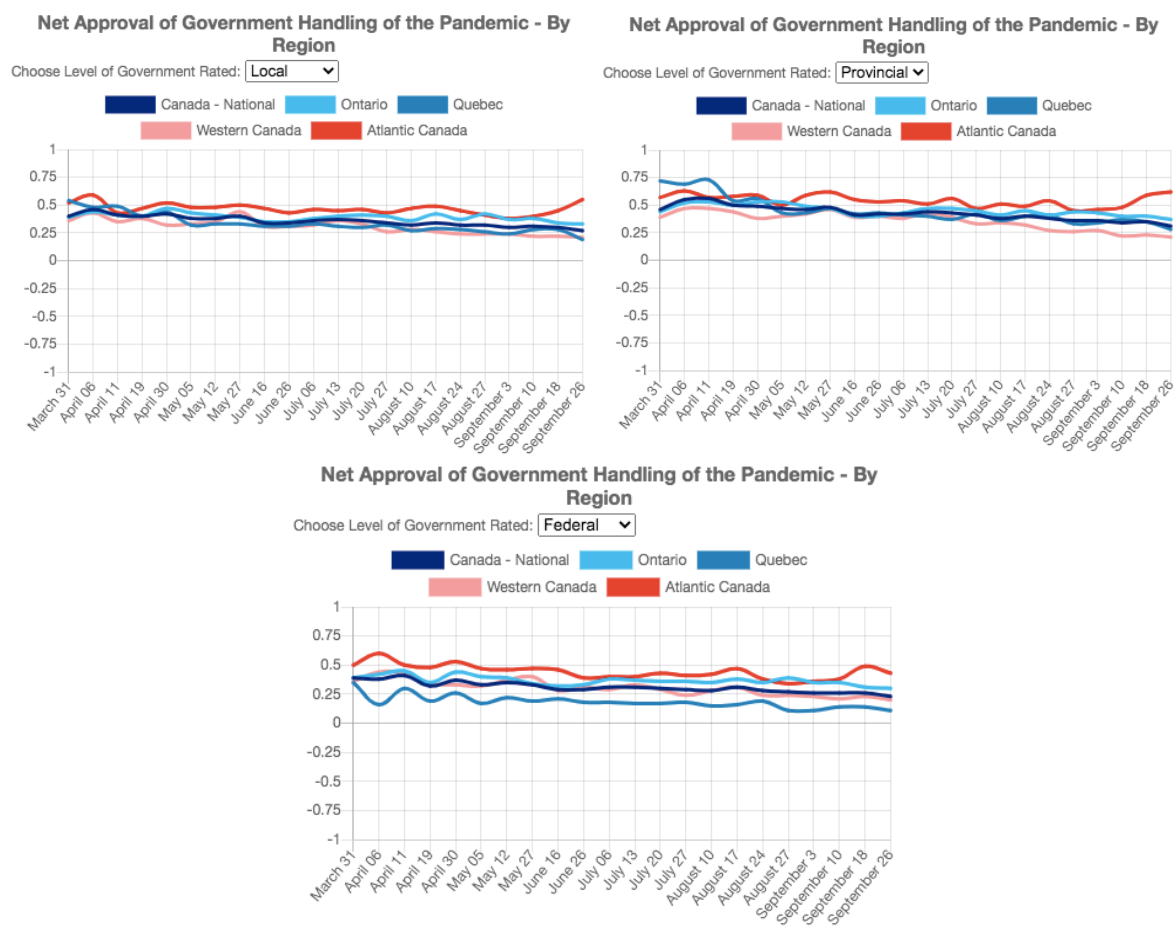 Net Approval of Government Handling of the Pandemic - By
Region
Choose Level of Government Rated: Local
Canada - National Ontario Quebec
Western Canada Atlantic Canada
1
0.75
0.5
0.25
0
-0.25
-0.5
-0.75
-1
March 31
April 06
April 11
April 19
April 30
May 05
May 12
May 27
June 16
June 26
July 06
July 13
July 20
July 27
August 10
August 17
August 24
August 27
September 3
September 10
September 18
September 26
Net Approval of Government Handling of the Pandemic - By
Region
Choose Level of Government Rated: Provincial
Canada - National Ontario Quebec
Western Canada Atlantic Canada
1
0.75
0.5
0.25
0
-0.25
-0.5
-0.75
-1
March 31
April 06
April 11
April 19
April 30
May 05
May 12
May 27
June 16
June 26
July 06
July 13
July 20
July 27
August 10
August 17
August 24
August 27
September 3
September 10
September 18
September 26
Net Approval of Government Handling of the Pandemic - By
Region
Choose Level of Government Rated: Federal
Canada - National Ontario Quebec
Western Canada Atlantic Canada
1
0.75
0.5
0.25
0
-0.25
-0.5
-0.75
-1
March 31
April 06
April 11
April 19
April 30
May 05
May 12
May 27
June 16
June 26
July 06
July 13
July 20
July 27
August 10
August 17
August 24
August 27
September 3
September 10
September 18
September 26